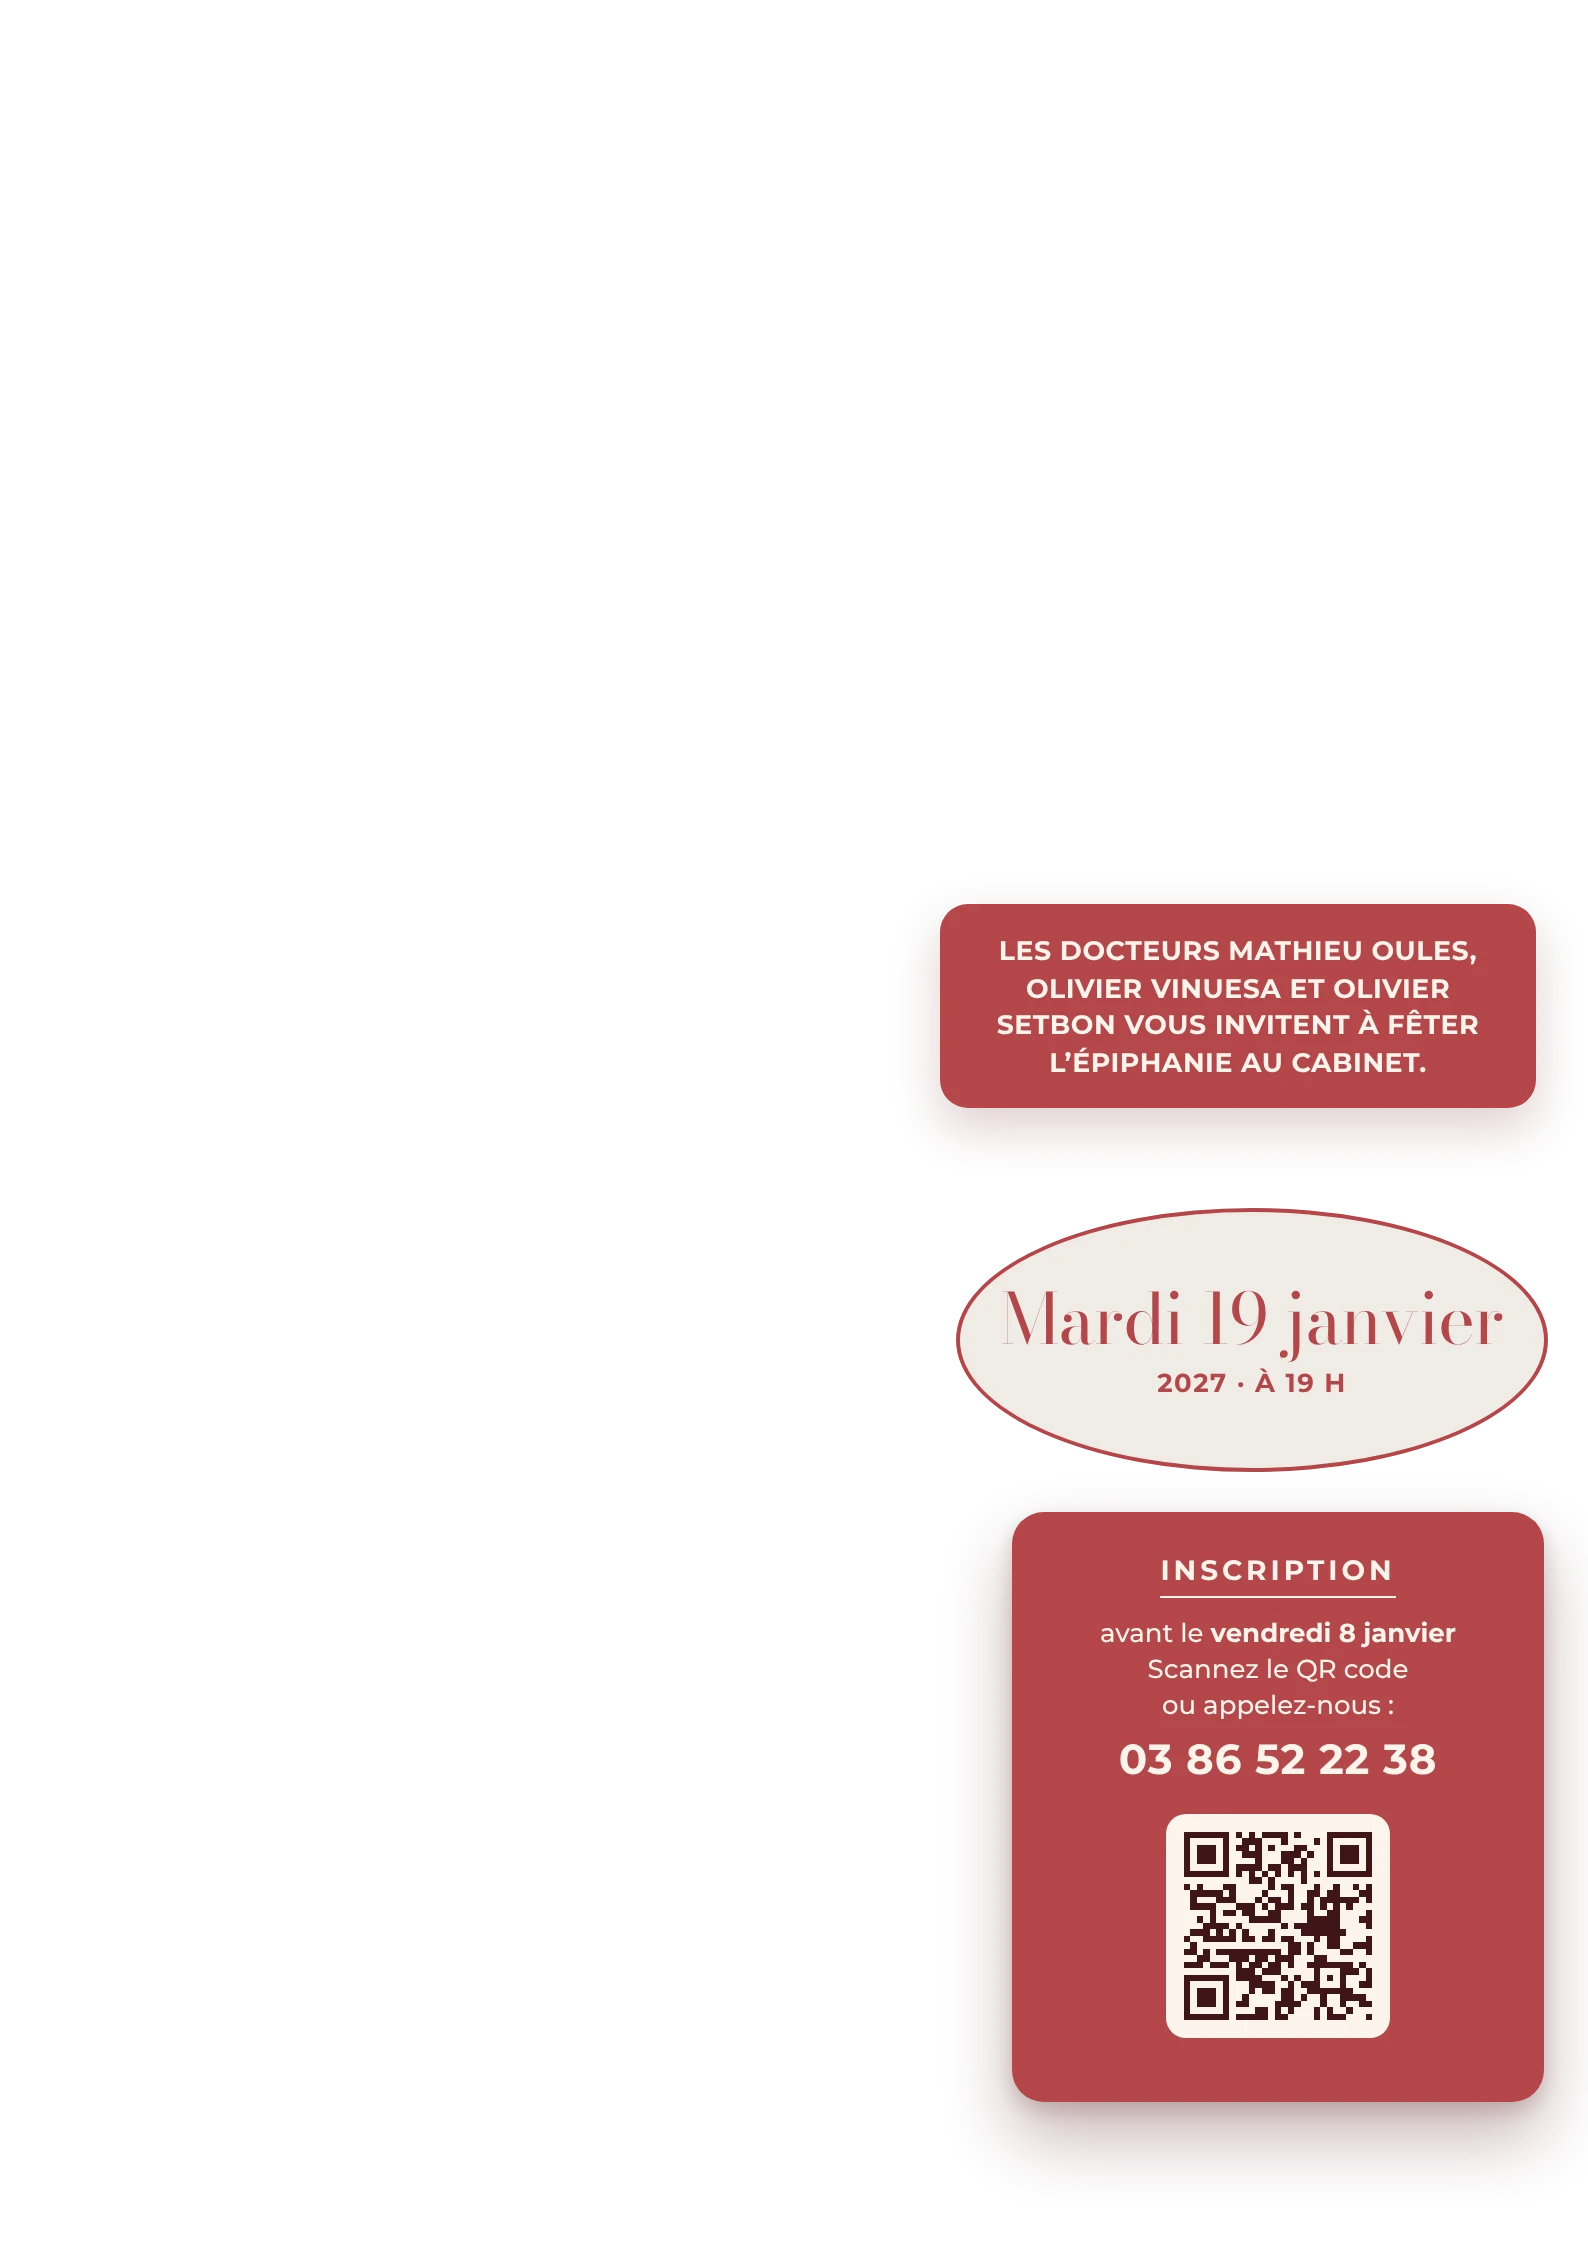 LES DOCTEURS MATHIEU OULES,
OLIVIER VINUESA ET OLIVIER
SETBON VOUS INVITENT À FÊTER
L’ÉPIPHANIE AU CABINET.
Mardi 19 janvier
2027 · À 19 H
INSCRIPTION
avant le vendredi 8 janvier
Scannez le QR code
ou appelez-nous :
03 86 52 22 38